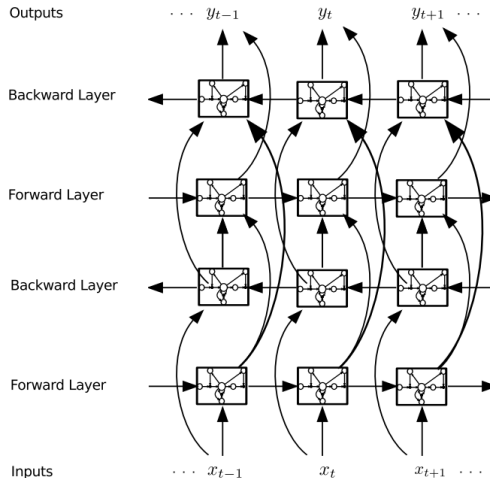 Outputs ··· y_{t−1} y_t y_{t+1} ···
Backward Layer
Forward Layer
Backward Layer
Forward Layer
Inputs ··· x_{t−1} x_t x_{t+1} ···